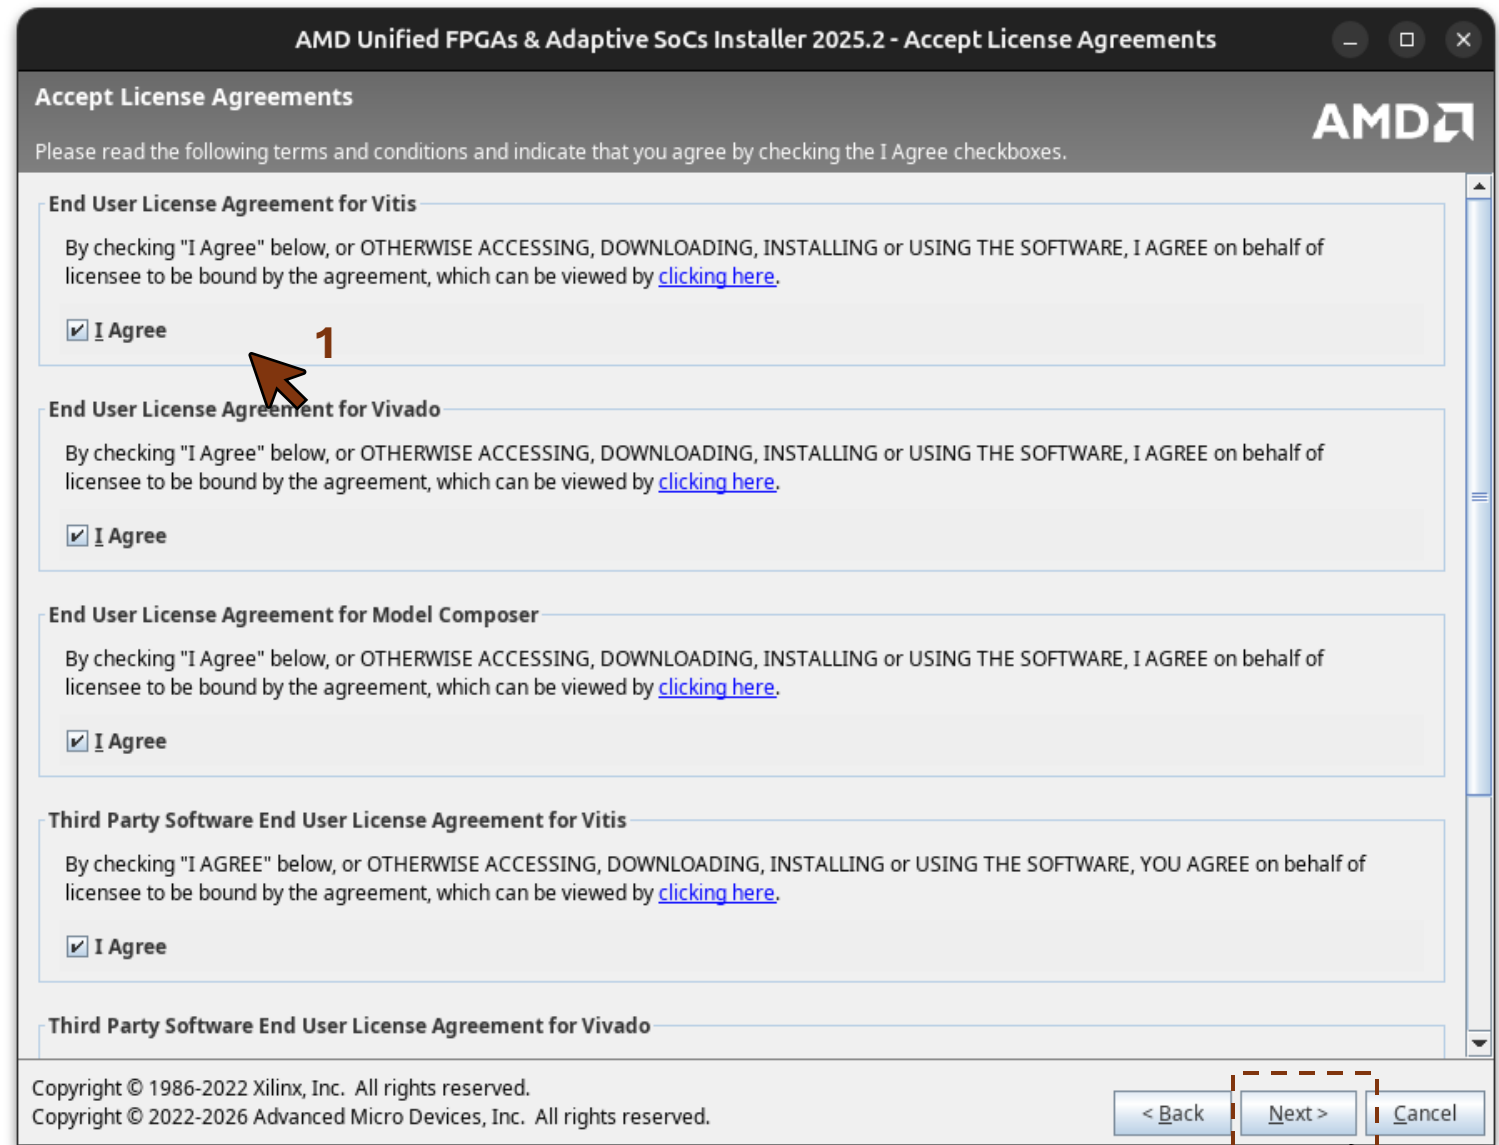 AMD Unified FPGAs & Adaptive SoCs Installer 2025.2 - Accept License Agreements
Accept License Agreements
AMD
Please read the following terms and conditions and indicate that you agree by checking the I Agree checkboxes.
End User License Agreement for Vitis
By checking "I Agree" below, or OTHERWISE ACCESSING, DOWNLOADING, INSTALLING or USING THE SOFTWARE, I AGREE on behalf of
licensee to be bound by the agreement, which can be viewed by clicking here.
I Agree
1
End User License Agreement for Vivado
By checking "I Agree" below, or OTHERWISE ACCESSING, DOWNLOADING, INSTALLING or USING THE SOFTWARE, I AGREE on behalf of
licensee to be bound by the agreement, which can be viewed by clicking here.
I Agree
End User License Agreement for Model Composer
By checking "I Agree" below, or OTHERWISE ACCESSING, DOWNLOADING, INSTALLING or USING THE SOFTWARE, I AGREE on behalf of
licensee to be bound by the agreement, which can be viewed by clicking here.
I Agree
Third Party Software End User License Agreement for Vitis
By checking "I AGREE" below, or OTHERWISE ACCESSING, DOWNLOADING, INSTALLING or USING THE SOFTWARE, YOU AGREE on behalf of
licensee to be bound by the agreement, which can be viewed by clicking here.
I Agree
Third Party Software End User License Agreement for Vivado
Copyright © 1986-2022 Xilinx, Inc.  All rights reserved.
Copyright © 2022-2026 Advanced Micro Devices, Inc.  All rights reserved.
< Back
Next >
Cancel